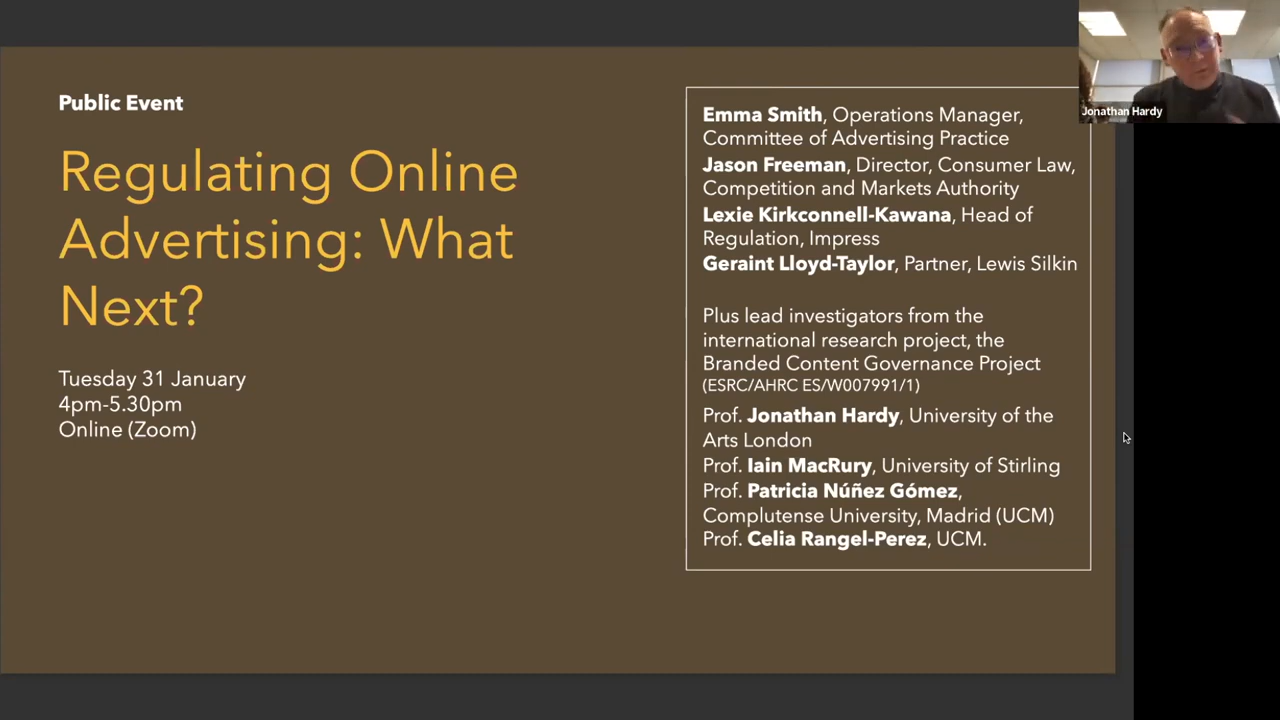 Public Event
Regulating Online
Advertising: What
Next?
Tuesday 31 January
4pm-5.30pm
Online (Zoom)
Emma Smith, Operations Manager,
Committee of Advertising Practice
Jason Freeman, Director, Consumer Law,
Competition and Markets Authority
Lexie Kirkconnell-Kawana, Head of
Regulation, Impress
Geraint Lloyd-Taylor, Partner, Lewis Silkin
Plus lead investigators from the
international research project, the
Branded Content Governance Project
(ESRC/AHRC ES/W007991/1)
Prof. Jonathan Hardy, University of the
Arts London
Prof. Iain MacRury, University of Stirling
Prof. Patricia Núñez Gómez,
Complutense University, Madrid (UCM)
Prof. Celia Rangel-Perez, UCM.
Jonathan Hardy